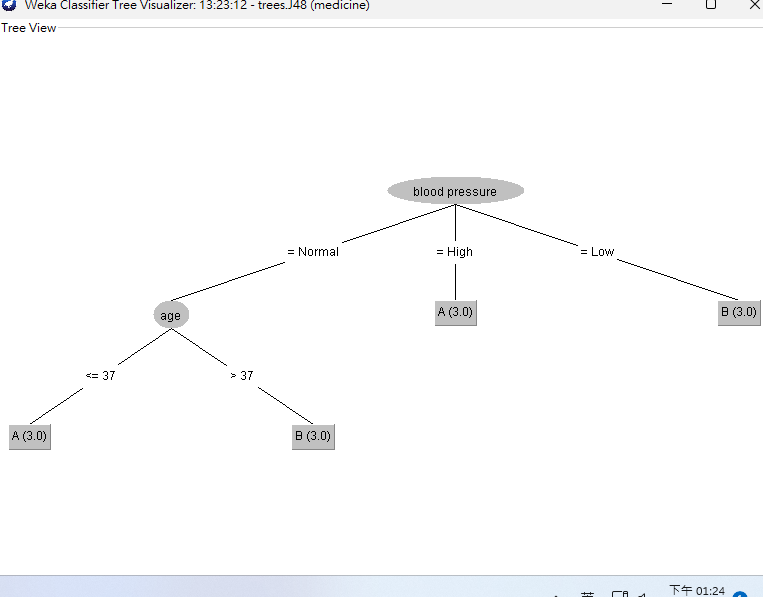 Weka Classifier Tree Visualizer: 13:23:12 - trees.J48 (medicine)
Tree View
blood pressure
= Normal
= High
= Low
age
A (3.0)
B (3.0)
<= 37
> 37
A (3.0)
B (3.0)
下午 01:24